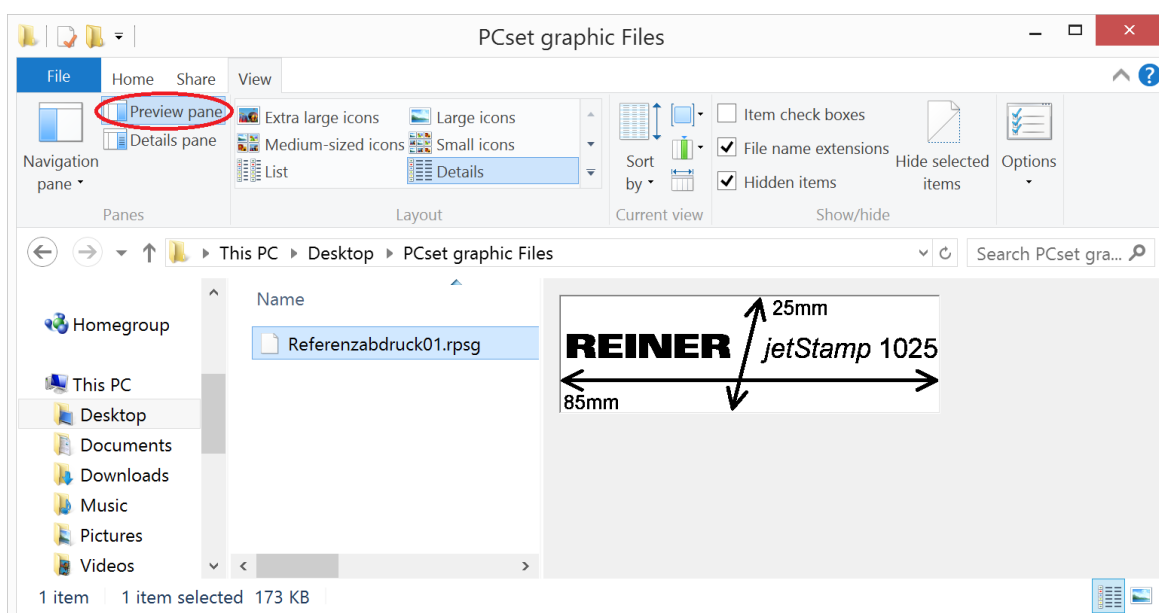 PCset graphic Files
File Home Share View
Preview pane
Details pane
Navigation pane
Extra large icons Large icons
Medium-sized icons Small icons
List Details
Sort by
Item check boxes
File name extensions
Hidden items
Hide selected items
Options
Panes Layout Current view Show/hide
This PC Desktop PCset graphic Files
Search PCset gra...
Homegroup
This PC
Desktop
Documents
Downloads
Music
Pictures
Videos
Name
Referenzabdruck01.rpsg
25mm
REINER jetStamp 1025
85mm
1 item 1 item selected 173 KB